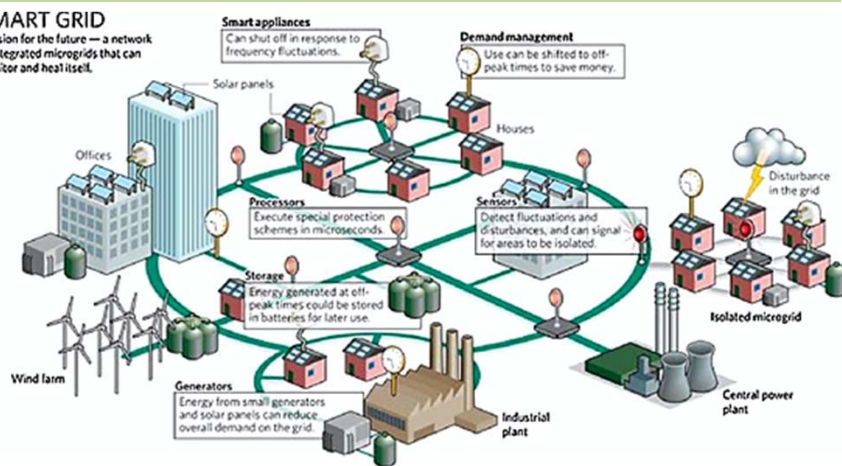 MART GRID
sion for the future — a network
tegrated microgrids that can
itor and heal itself.
Smart appliances
Can shut off in response to
frequency fluctuations.
Demand management
Use can be shifted to off-
peak times to save money.
Solar panels
Houses
Offices
Disturbance
in the grid
Processors
Execute special protection
schemes in microseconds.
Sensors
Detect fluctuations and
disturbances, and can signal
for areas to be isolated.
Storage
Energy generated at off-
peak times could be stored
in batteries for later use.
Isolated microgrid
Wind farm
Generators
Energy from small generators
and solar panels can reduce
overall demand on the grid.
Industrial
plant
Central power
plant